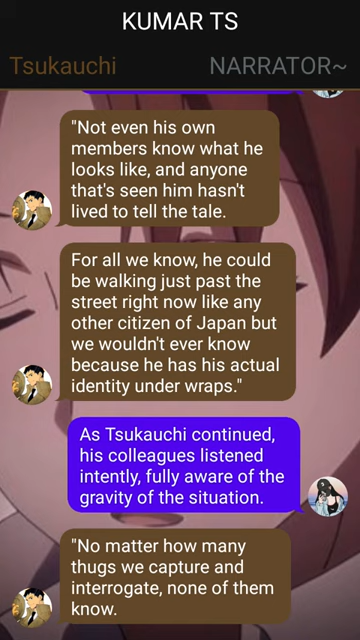 KUMAR TS
Tsukauchi
NARRATOR~
"Not even his own
members know what he
looks like, and anyone
that's seen him hasn't
lived to tell the tale.
For all we know, he could
be walking just past the
street right now like any
other citizen of Japan but
we wouldn't ever know
because he has his actual
identity under wraps."
As Tsukauchi continued,
his colleagues listened
intently, fully aware of the
gravity of the situation.
"No matter how many
thugs we capture and
interrogate, none of them
know.